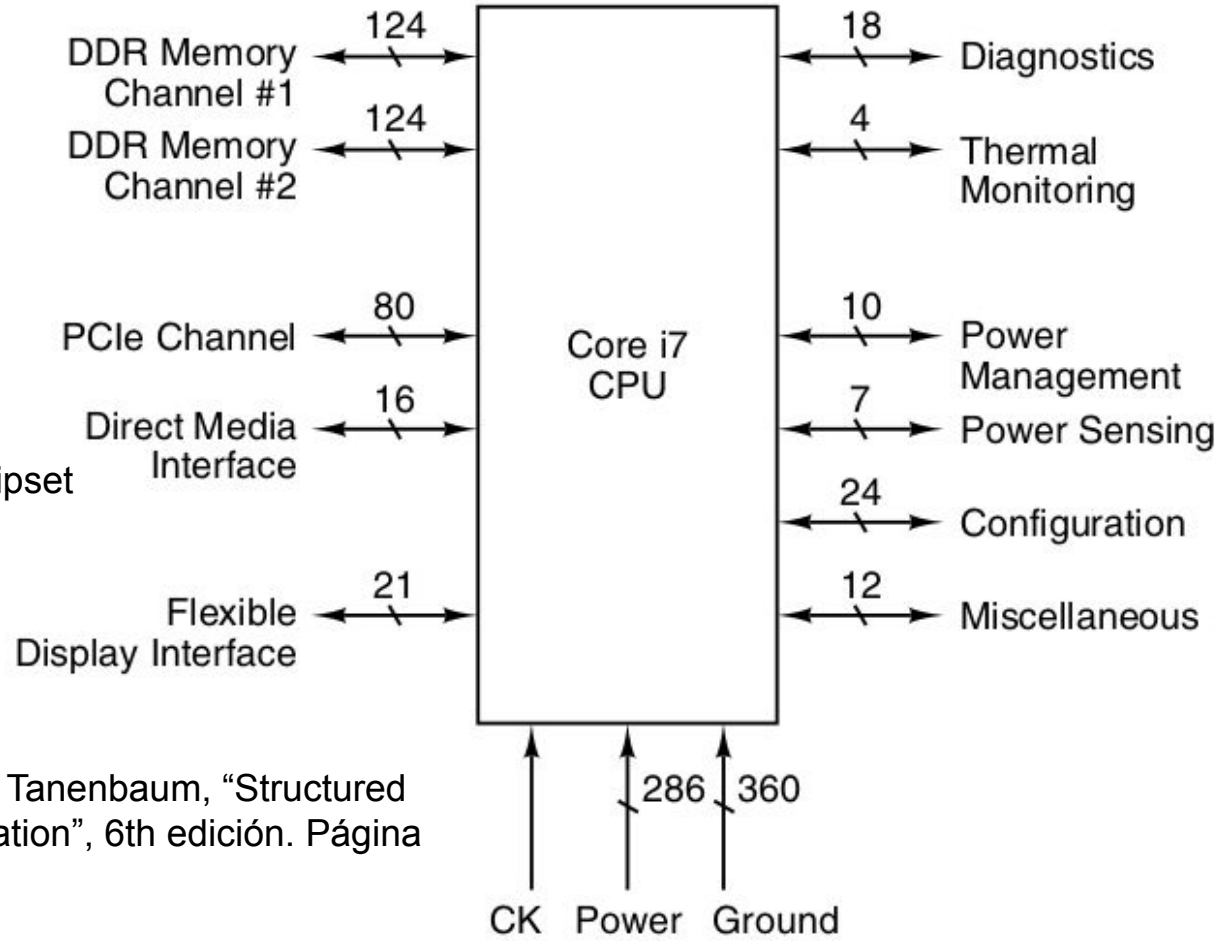 124
DDR Memory
Channel #1
124
DDR Memory
Channel #2
80
PCIe Channel
16
Direct Media
Interface
ipset
21
Flexible
Display Interface
Core i7
CPU
18
Diagnostics
4
Thermal
Monitoring
10
Power
Management
7
Power Sensing
24
Configuration
12
Miscellaneous
286
360
CK
Power
Ground
Tanenbaum, “Structured
ation”, 6th edición. Página